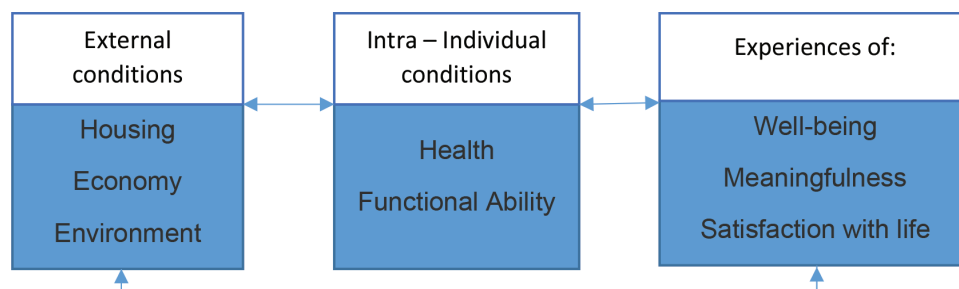 External
conditions
Housing
Economy
Environment
Intra – Individual
conditions
Health
Functional Ability
Experiences of:
Well-being
Meaningfulness
Satisfaction with life